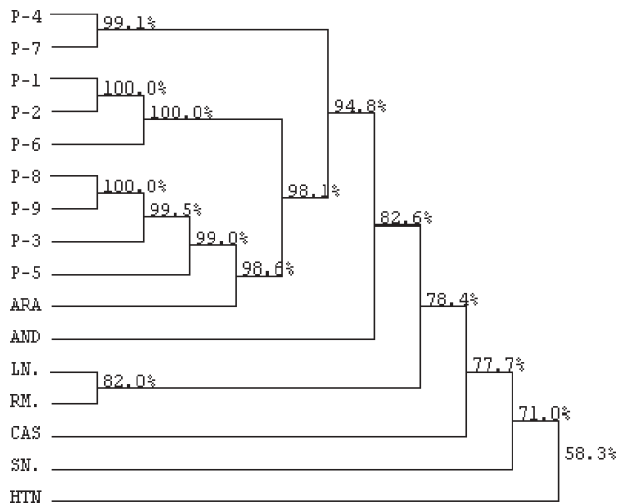 P-4
99.1%
P-7
P-1
100.0%
94.8%
P-2
100.0%
P-6
P-8
100.0%
98.1%
P-9
99.5%
82.6%
P-3
99.0%
P-5
98.6%
ARA
78.4%
AND
LN.
77.7%
82.0%
RM.
71.0%
CAS
58.3%
SN.
HTN